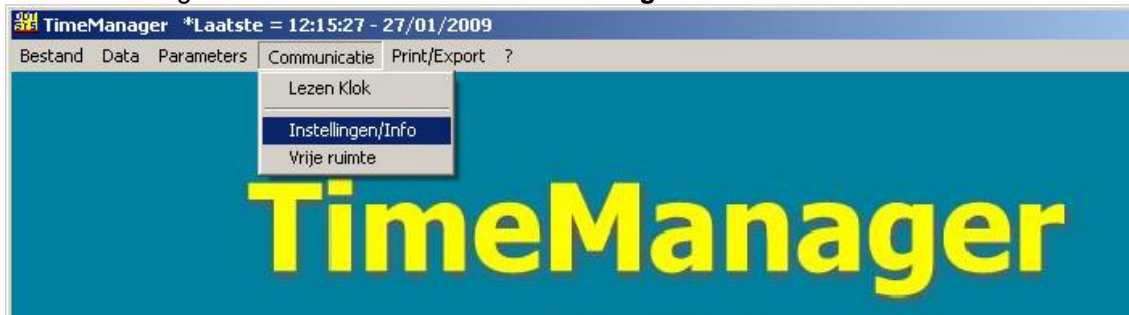 TimeManager *Laatste = 12:15:27 - 27/01/2009
Bestand Data Parameters Communicatie Print/Export ?
Lezen Klok
Instellingen/Info
Vrije ruimte
TimeManager